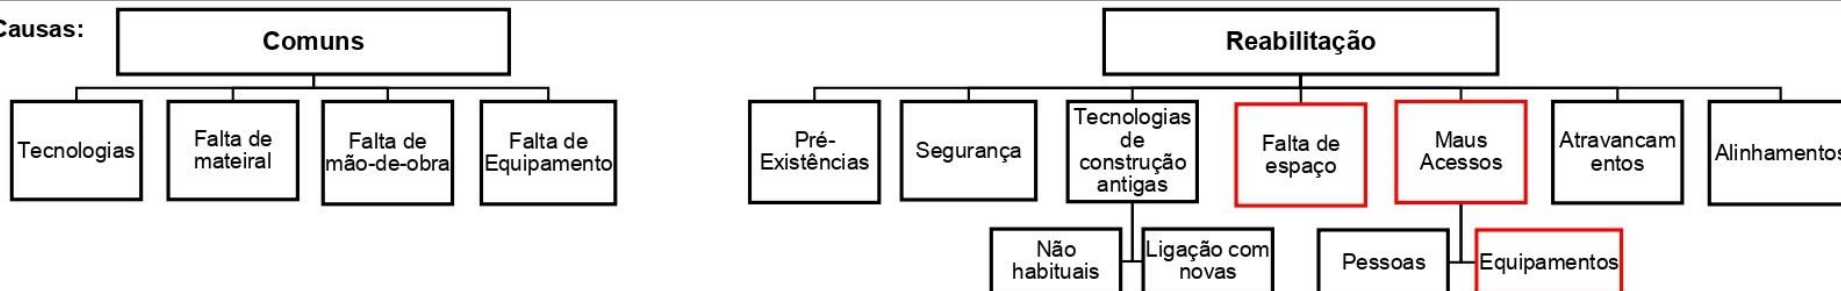 Causas:
Comuns
Reabilitação
Tecnologias
Falta de
mateiral
Falta de
mão-de-obra
Falta de
Equipamento
Pré-
Existências
Segurança
Tecnologias
de
construção
antigas
Falta de
espaço
Maus
Acessos
Atravancam
entos
Alinhamentos
Não
habituais
Ligação com
novas
Pessoas
Equipamentos